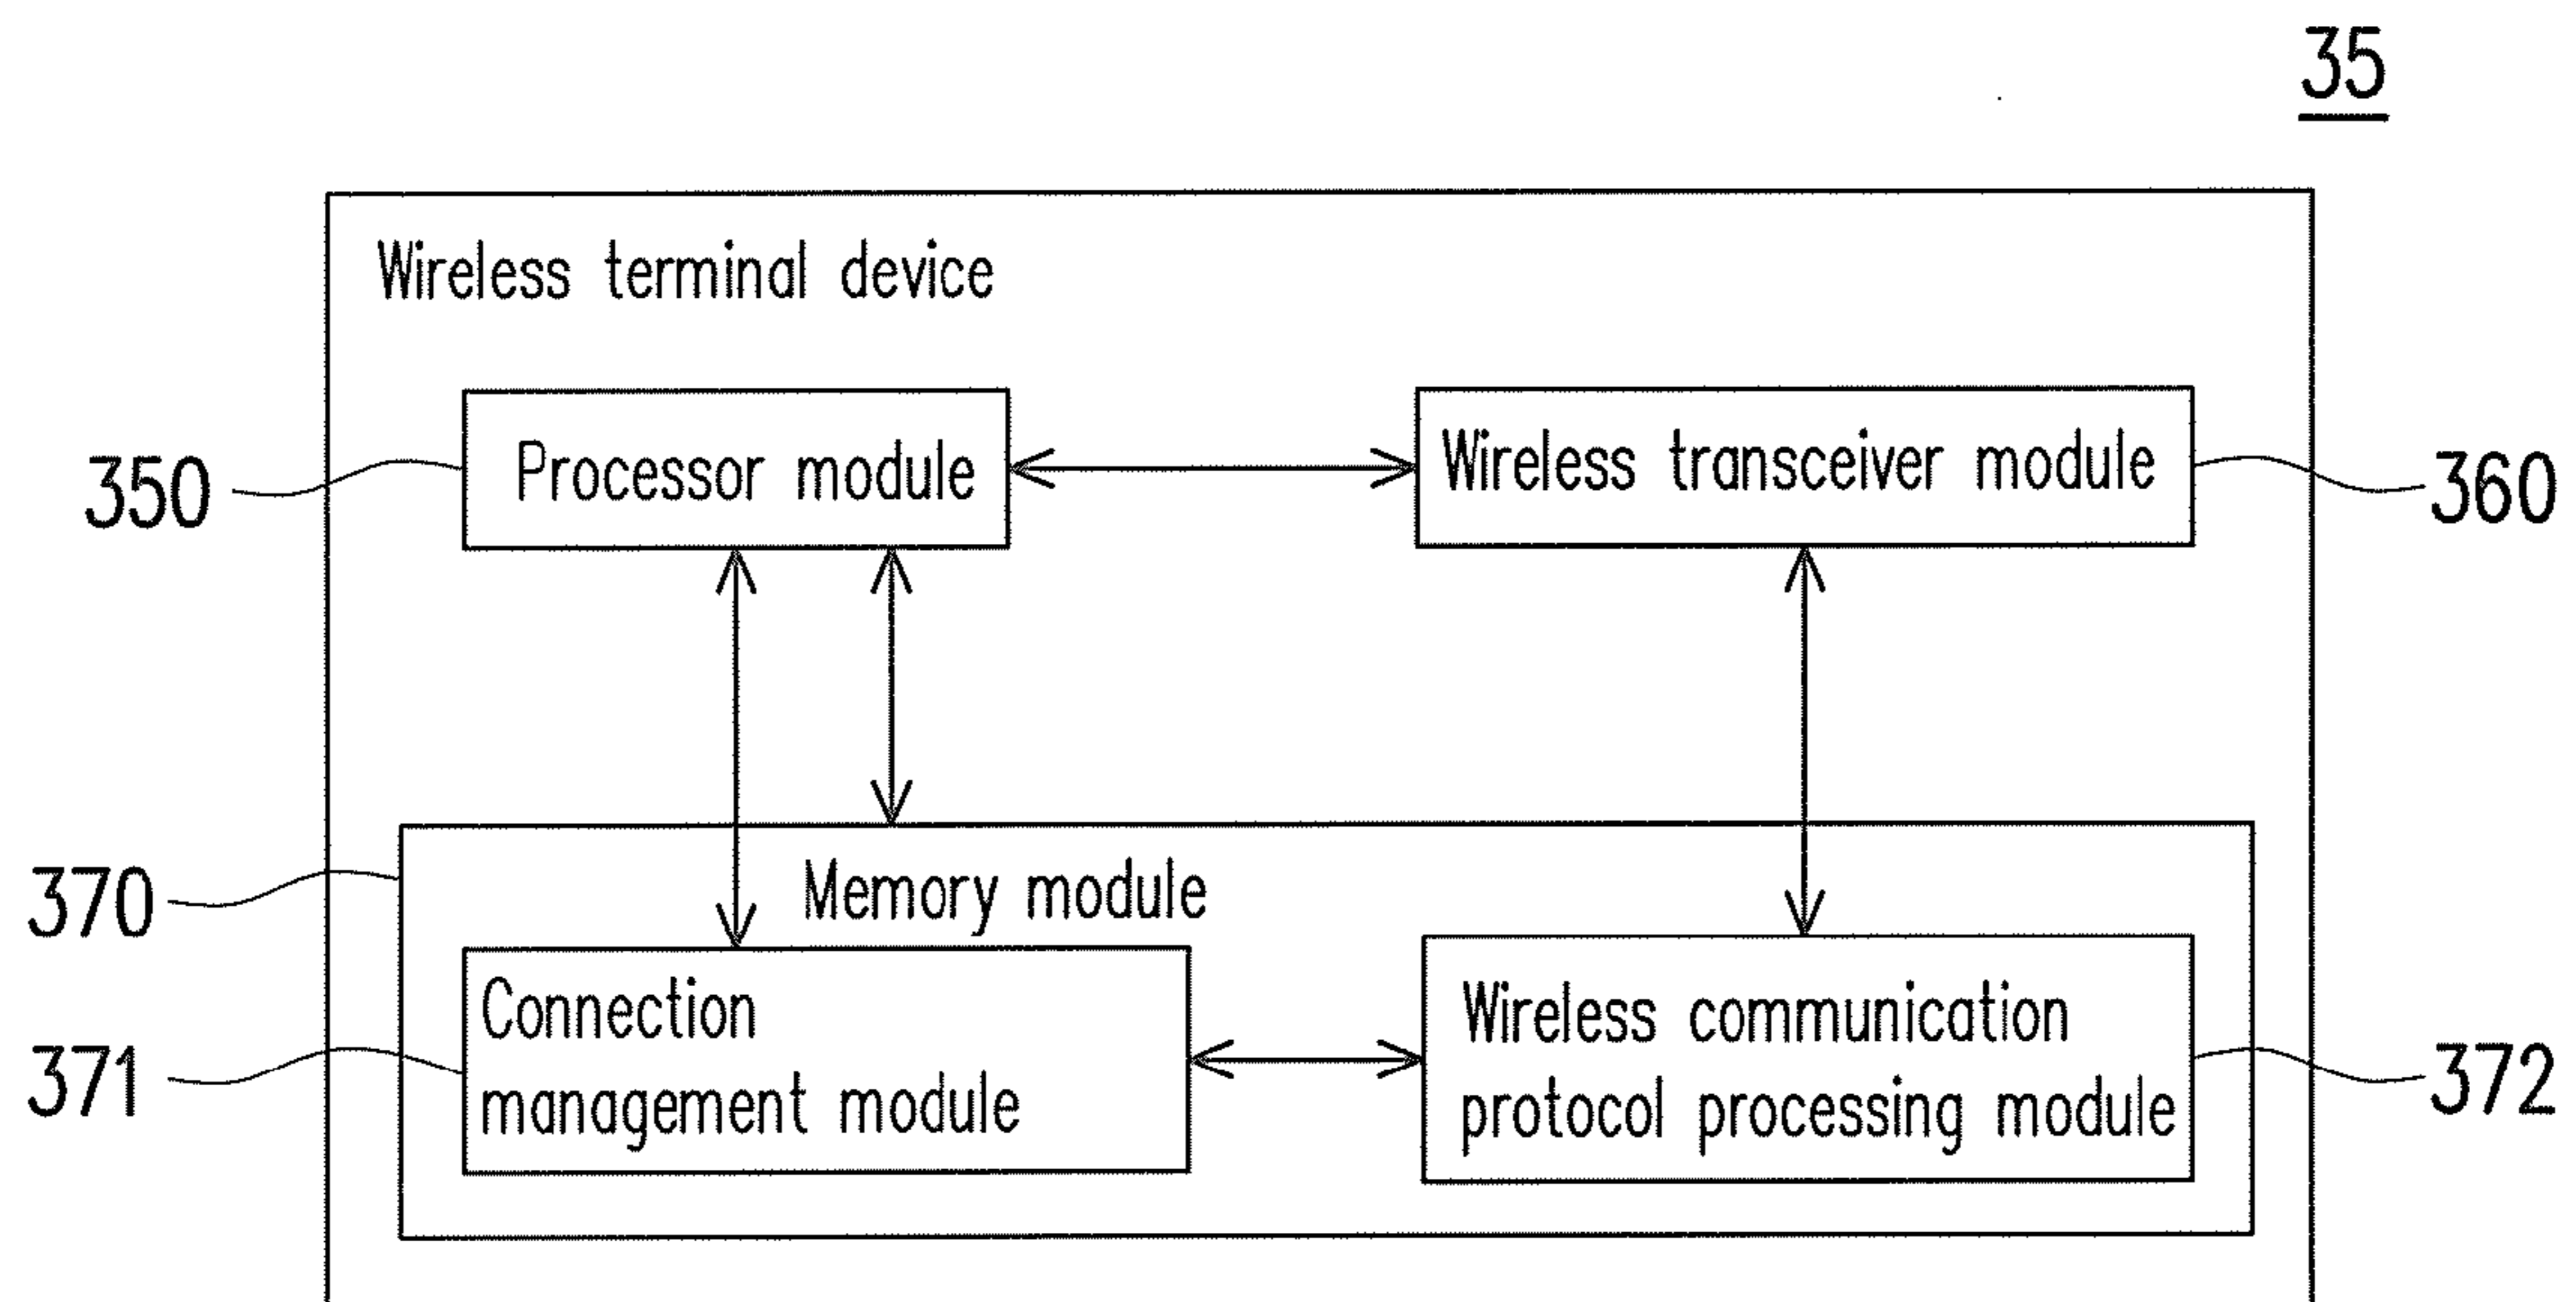 35
Wireless terminal device
350
Processor module
Wireless transceiver module
360
370
Memory module
371
Connection
management module
Wireless communication
protocol processing module
372